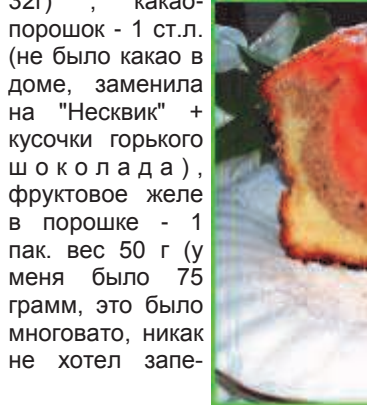 32г) , какао-
порошок - 1 ст.л.
(не было какао в
доме, заменила
на "Несквик" +
кусочки горького
шоколада),
фруктовое желе
в порошке - 1
пак. вес 50 г (у
меня было 75
грамм, это было
многовато, никак
не хотел запе-